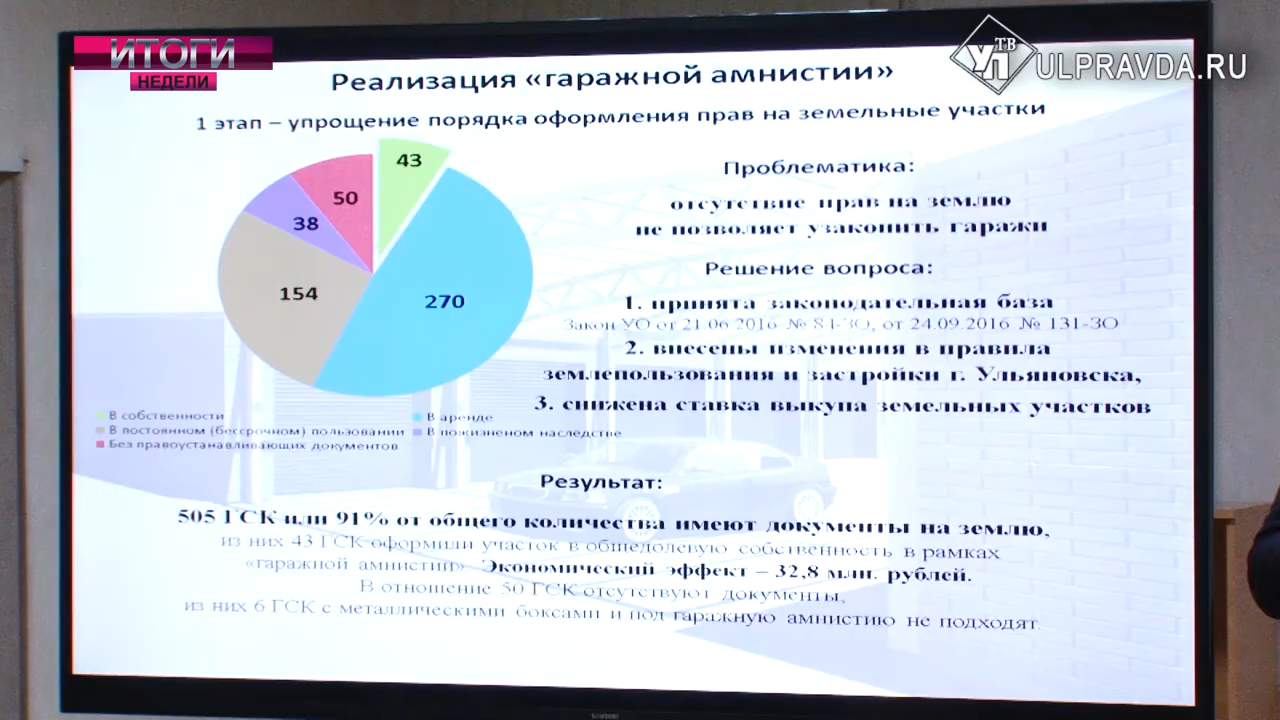 ИТОГИ
НЕДЕЛИ
УП ТВ
ULPRAVDA.RU
Реализация «гаражной амнистии»
1 этап – упрощение порядка оформления прав на земельные участки
43
50
38
154
270
В собственности
В аренде
В постоянном (бессрочном) пользовании
В пожизненом наследстве
Без правоустанавливающих документов
Проблематика:
отсутствие прав на землю
не позволяет узаконить гаражи
Решение вопроса:
1. принята законодательная база
Закон УО от 21.06.2016 № 84-ЗО, от 24.09.2016 № 131-ЗО
2. внесены изменения в правила
землепользования и застройки г. Ульяновска,
3. снижена ставка выкупа земельных участков
Результат:
505 ГСК или 91% от общего количества имеют документы на землю,
из них 43 ГСК оформили участок в общедолевую собственность в рамках
«гаражной амнистии» Экономический эффект – 32,8 млн. рублей.
В отношение 50 ГСК отсутствуют документы,
из них 6 ГСК с металлическими боксами и под гаражную амнистию не подходят.